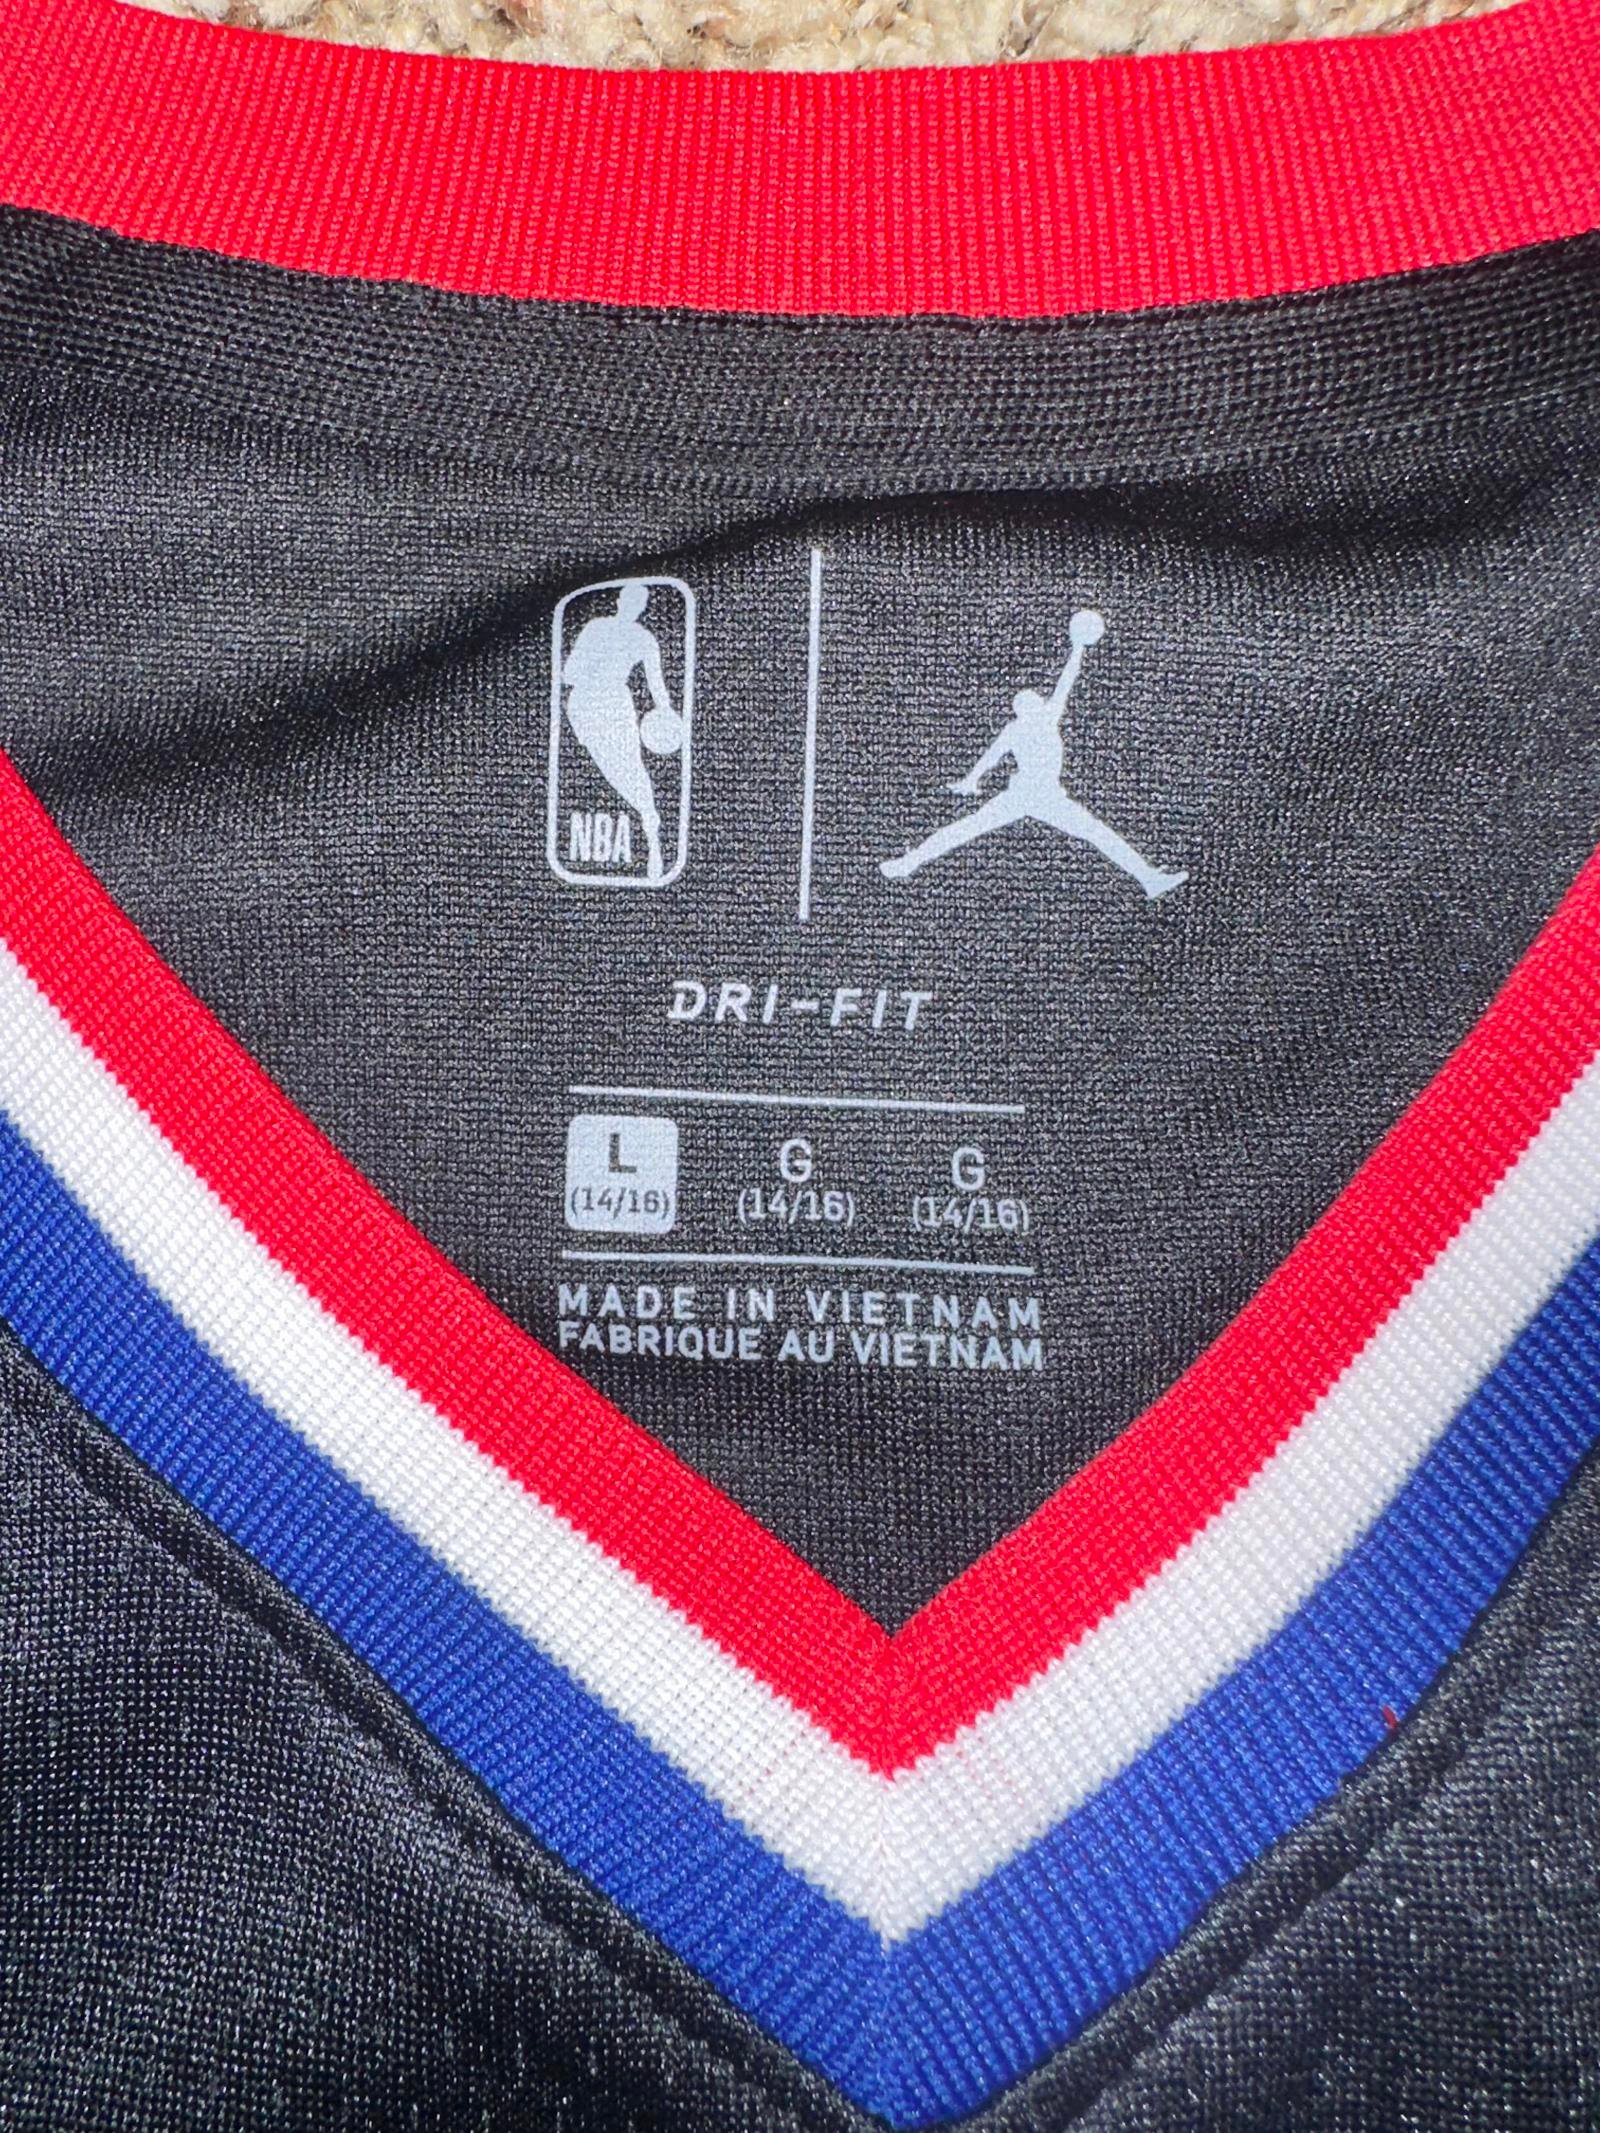 NBA
DRI-FIT
L G G
(14/16) (14/16) (14/16)
MADE IN VIETNAM
FABRIQUE AU VIETNAM